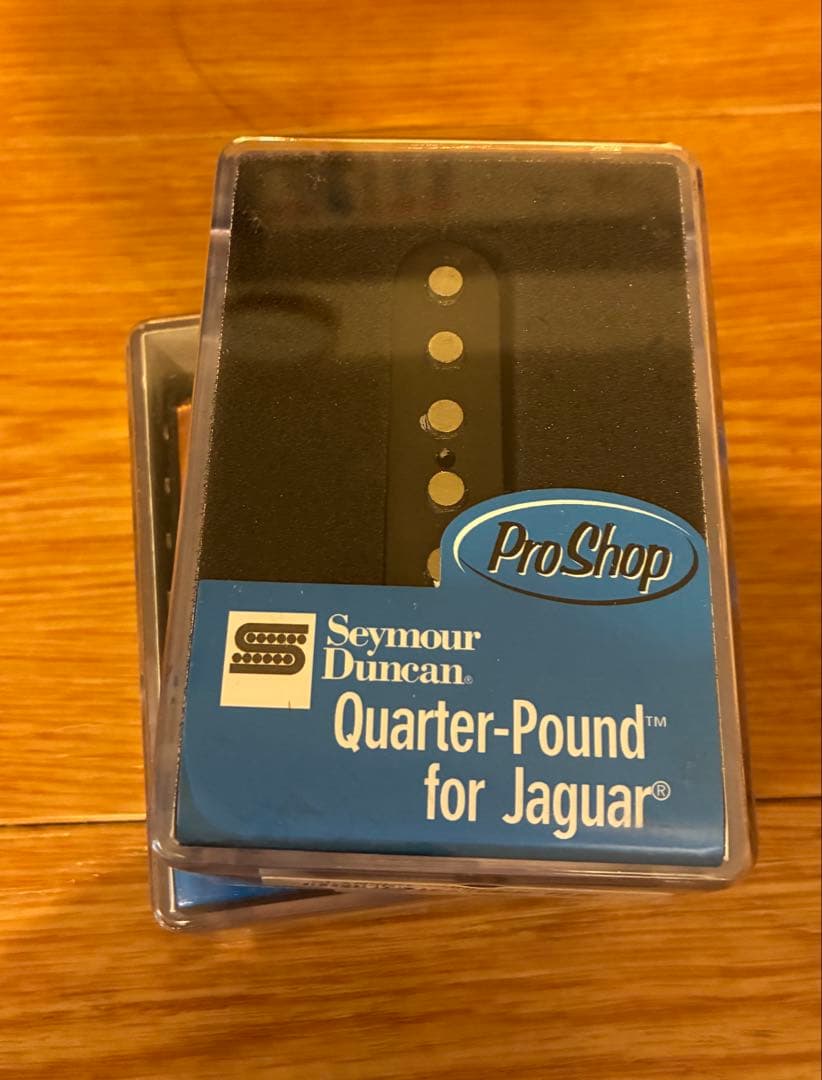 ProShop
Seymour
Duncan®
Quarter-Pound™
for Jaguar®